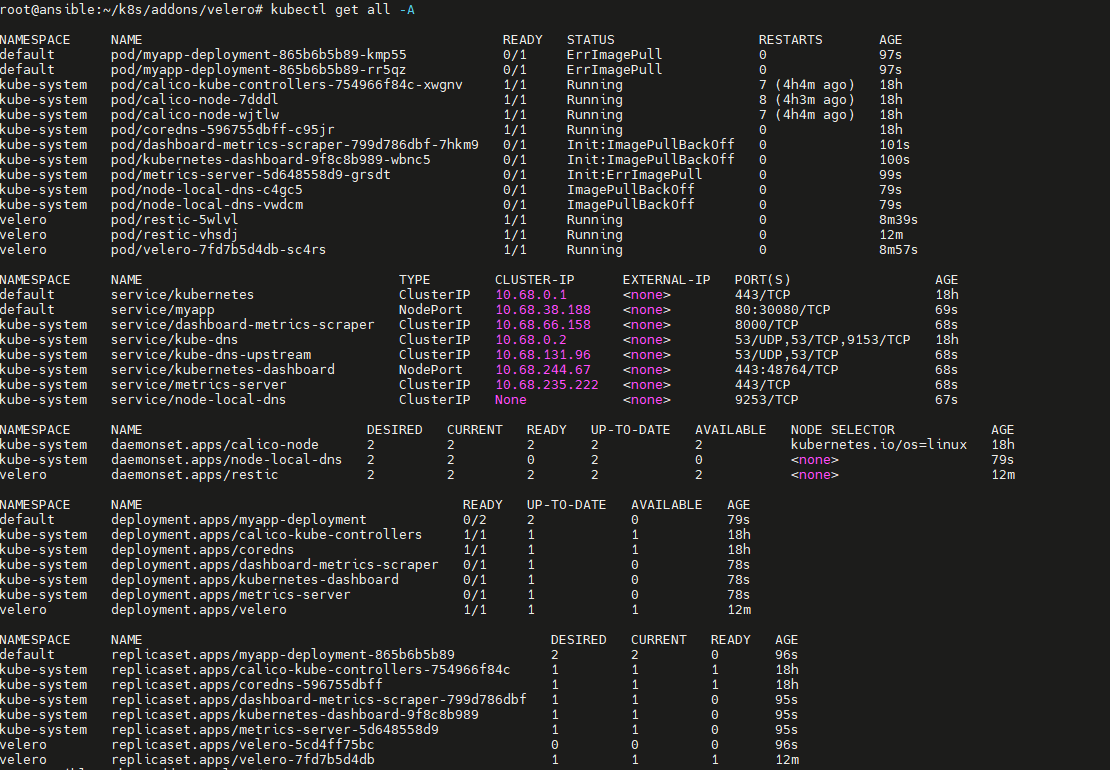 root@ansible:~/k8s/addons/velero# kubectl get all -A
NAMESPACE NAME READY STATUS RESTARTS AGE
default pod/myapp-deployment-865b6b5b89-kmp55 0/1 ErrImagePull 0 97s
default pod/myapp-deployment-865b6b5b89-rr5qz 0/1 ErrImagePull 0 97s
kube-system pod/calico-kube-controllers-754966f84c-xwgnv 1/1 Running 7 (4h4m ago) 18h
kube-system pod/calico-node-7dddl 1/1 Running 8 (4h3m ago) 18h
kube-system pod/calico-node-wjtlw 1/1 Running 7 (4h4m ago) 18h
kube-system pod/coredns-596755dbff-c95jr 1/1 Running 0 18h
kube-system pod/dashboard-metrics-scraper-799d786dbf-7hkm9 0/1 Init:ImagePullBackOff 0 101s
kube-system pod/kubernetes-dashboard-9f8c8b989-wbnc5 0/1 Init:ImagePullBackOff 0 100s
kube-system pod/metrics-server-5d648558d9-grsdt 0/1 Init:ErrImagePull 0 99s
kube-system pod/node-local-dns-c4gc5 0/1 ImagePullBackOff 0 79s
kube-system pod/node-local-dns-vwdcm 0/1 ImagePullBackOff 0 79s
velero pod/restic-5wlvl 1/1 Running 0 8m39s
velero pod/restic-vhsdj 1/1 Running 0 12m
velero pod/velero-7fd7b5d4db-sc4rs 1/1 Running 0 8m57s
NAMESPACE NAME TYPE CLUSTER-IP EXTERNAL-IP PORT(S) AGE
default service/kubernetes ClusterIP 10.68.0.1 <none> 443/TCP 18h
default service/myapp NodePort 10.68.38.188 <none> 80:30080/TCP 69s
kube-system service/dashboard-metrics-scraper ClusterIP 10.68.66.158 <none> 8000/TCP 68s
kube-system service/kube-dns ClusterIP 10.68.0.2 <none> 53/UDP,53/TCP,9153/TCP 18h
kube-system service/kube-dns-upstream ClusterIP 10.68.131.96 <none> 53/UDP,53/TCP 68s
kube-system service/kubernetes-dashboard NodePort 10.68.244.67 <none> 443:48764/TCP 68s
kube-system service/metrics-server ClusterIP 10.68.235.222 <none> 443/TCP 68s
kube-system service/node-local-dns ClusterIP None <none> 9253/TCP 67s
NAMESPACE NAME DESIRED CURRENT READY UP-TO-DATE AVAILABLE NODE SELECTOR AGE
kube-system daemonset.apps/calico-node 2 2 2 2 2 kubernetes.io/os=linux 18h
kube-system daemonset.apps/node-local-dns 2 2 0 2 0 <none> 79s
velero daemonset.apps/restic 2 2 2 2 2 <none> 12m
NAMESPACE NAME READY UP-TO-DATE AVAILABLE AGE
default deployment.apps/myapp-deployment 0/2 2 0 79s
kube-system deployment.apps/calico-kube-controllers 1/1 1 1 18h
kube-system deployment.apps/coredns 1/1 1 1 18h
kube-system deployment.apps/dashboard-metrics-scraper 0/1 1 0 78s
kube-system deployment.apps/kubernetes-dashboard 0/1 1 0 78s
kube-system deployment.apps/metrics-server 0/1 1 0 78s
velero deployment.apps/velero 1/1 1 1 12m
NAMESPACE NAME DESIRED CURRENT READY AGE
default replicaset.apps/myapp-deployment-865b6b5b89 2 2 0 96s
kube-system replicaset.apps/calico-kube-controllers-754966f84c 1 1 1 18h
kube-system replicaset.apps/coredns-596755dbff 1 1 1 18h
kube-system replicaset.apps/dashboard-metrics-scraper-799d786dbf 1 1 0 95s
kube-system replicaset.apps/kubernetes-dashboard-9f8c8b989 1 1 0 95s
kube-system replicaset.apps/metrics-server-5d648558d9 1 1 0 95s
velero replicaset.apps/velero-5cd4ff75bc 0 0 0 96s
velero replicaset.apps/velero-7fd7b5d4db 1 1 1 12m